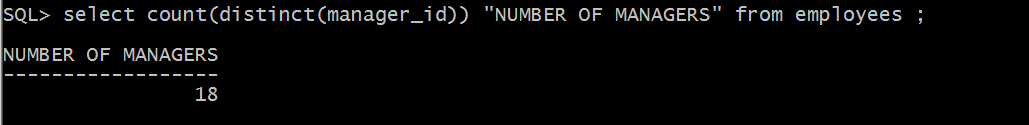 SQL> select count(distinct(manager_id)) "NUMBER OF MANAGERS" from employees ;
NUMBER OF MANAGERS
------------------
18